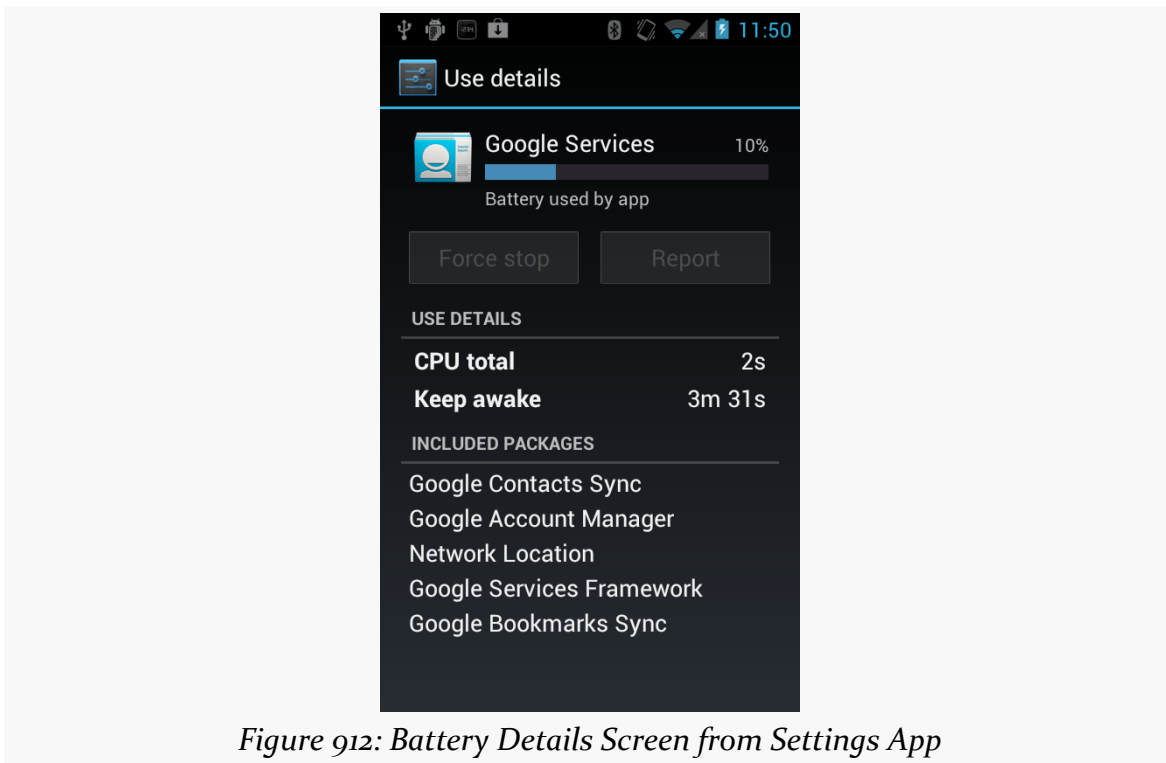 11:50
Use details
Google Services 10%
Battery used by app
Force stop Report
USE DETAILS
CPU total 2s
Keep awake 3m 31s
INCLUDED PACKAGES
Google Contacts Sync
Google Account Manager
Network Location
Google Services Framework
Google Bookmarks Sync
Figure 912: Battery Details Screen from Settings App